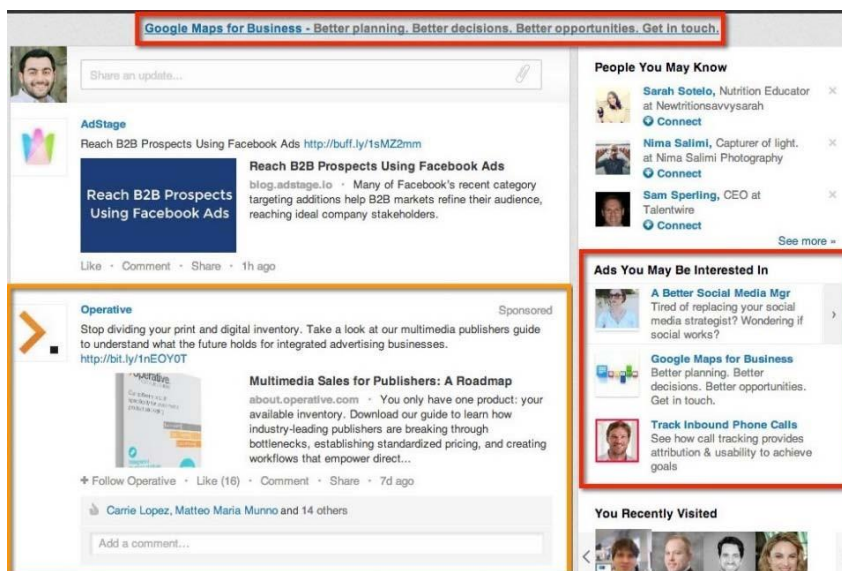 Google Maps for Business - Better planning. Better decisions. Better opportunities. Get in touch.
Share an update...
AdStage
Reach B2B Prospects Using Facebook Ads http://buff.ly/1sMZ2mm
Reach B2B Prospects
Using Facebook Ads
Reach B2B Prospects Using Facebook Ads
blog.adstage.io · Many of Facebook's recent category
targeting additions help B2B markets refine their audience,
reaching ideal company stakeholders.
Like · Comment · Share · 1h ago
Operative
Sponsored
Stop dividing your print and digital inventory. Take a look at our multimedia publishers guide
to understand what the future holds for integrated advertising businesses.
http://bit.ly/1nEOY0T
operative.
Multimedia Sales for Publishers: A Roadmap
about.operative.com · You only have one product: your
available inventory. Download our guide to learn how
industry-leading publishers are breaking through
bottlenecks, establishing standardized pricing, and creating
workflows that empower direct...
Follow Operative · Like (16) · Comment · Share · 7d ago
Carrie Lopez, Matteo Maria Munno and 14 others
Add a comment...
People You May Know
Sarah Sotelo, Nutrition Educator
at Newtritionsavvysarah
Connect
Nima Salimi, Capturer of light.
at Nima Salimi Photography
Connect
Sam Sperling, CEO at
Talentwire
Connect
See more »
Ads You May Be Interested In
A Better Social Media Mgr
Tired of replacing your social
media strategist? Wondering if
social works?
Google Maps for Business
Better planning. Better
decisions. Better opportunities.
Get in touch.
Track Inbound Phone Calls
See how call tracking provides
attribution & usability to achieve
goals
You Recently Visited